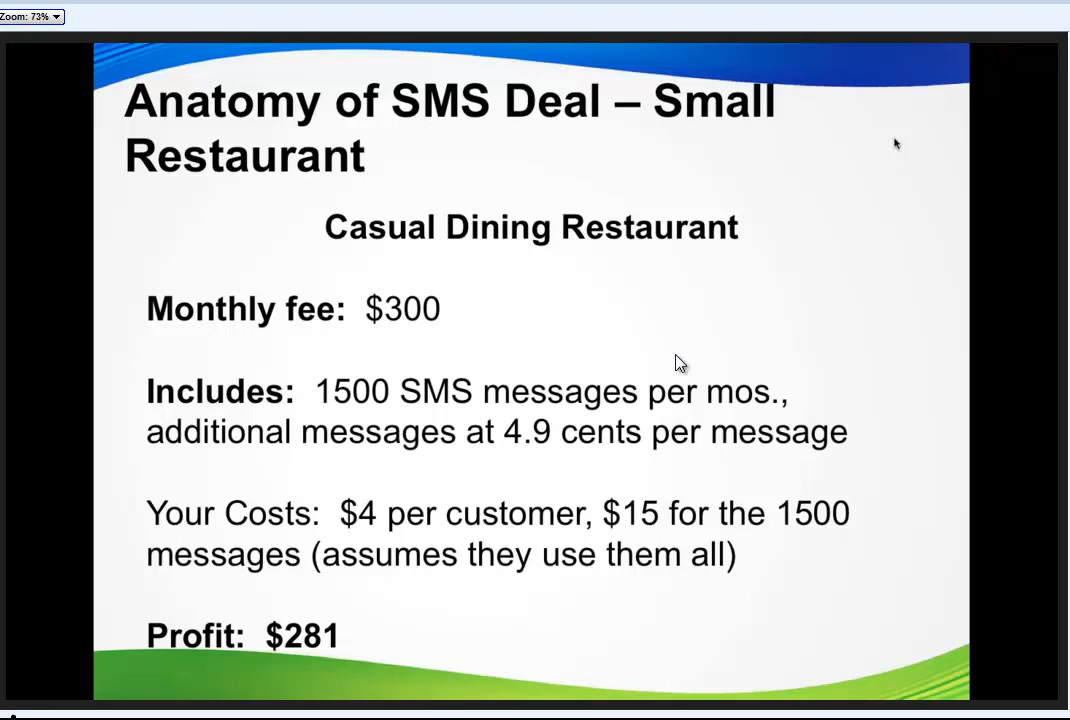 Zoom: 73%
Anatomy of SMS Deal – Small
Restaurant
Casual Dining Restaurant
Monthly fee: $300
Includes: 1500 SMS messages per mos.,
additional messages at 4.9 cents per message
Your Costs: $4 per customer, $15 for the 1500
messages (assumes they use them all)
Profit: $281